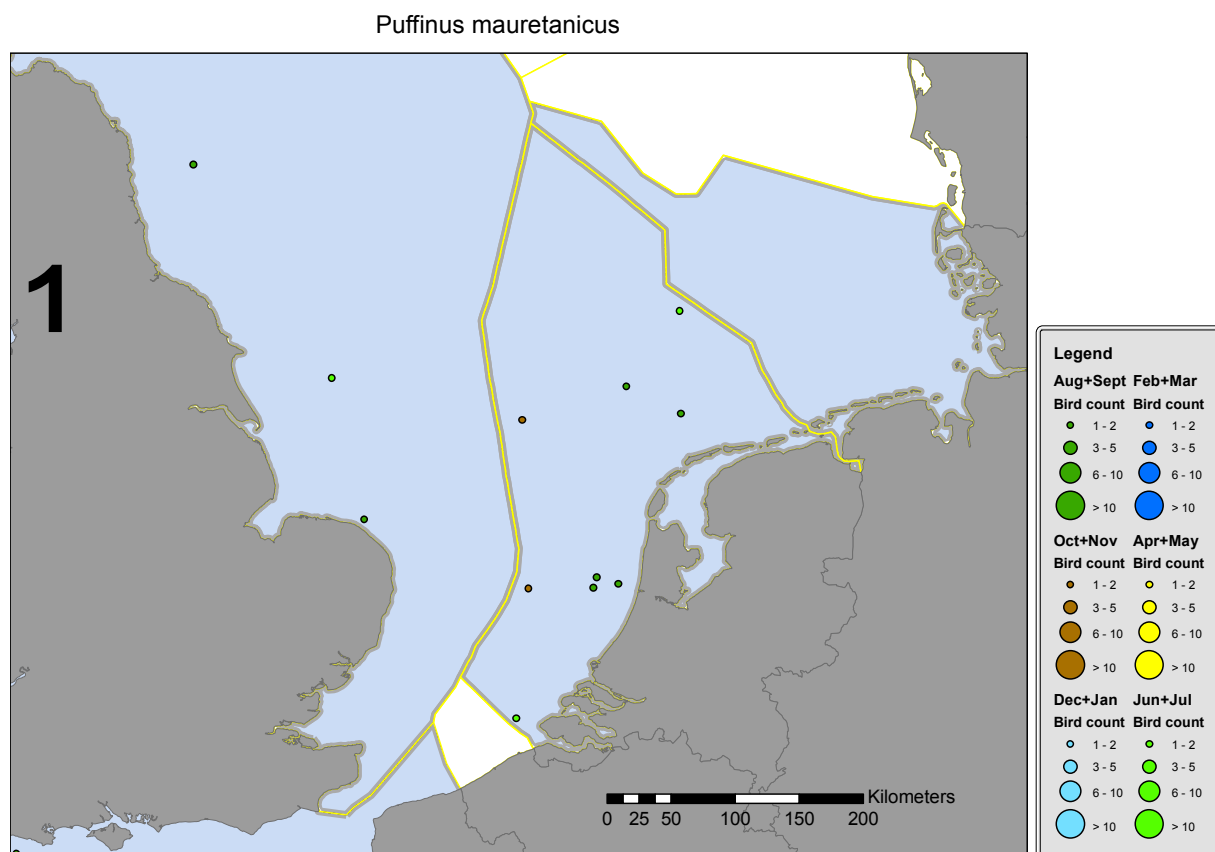 Puffinus mauretanicus
1
Kilometers
0 25 50 100 150 200
Legend
Aug+Sept Feb+Mar
Bird count Bird count
1 - 2 1 - 2
3 - 5 3 - 5
6 - 10 6 - 10
> 10 > 10
Oct+Nov Apr+May
Bird count Bird count
1 - 2 1 - 2
3 - 5 3 - 5
6 - 10 6 - 10
> 10 > 10
Dec+Jan Jun+Jul
Bird count Bird count
1 - 2 1 - 2
3 - 5 3 - 5
6 - 10 6 - 10
> 10 > 10